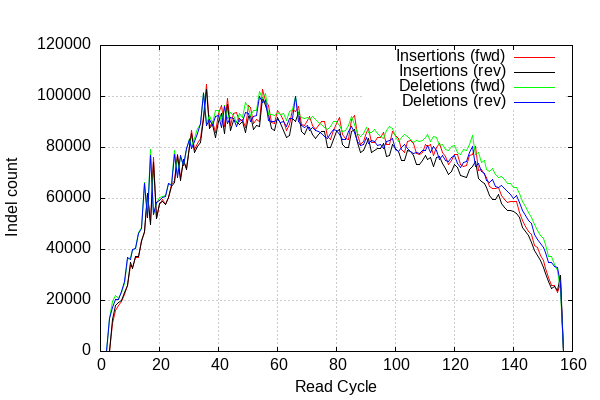 120000
100000
80000
60000
40000
20000
0
Indel count
Insertions (fwd)
Insertions (rev)
Deletions (fwd)
Deletions (rev)
0 20 40 60 80 100 120 140 160
Read Cycle